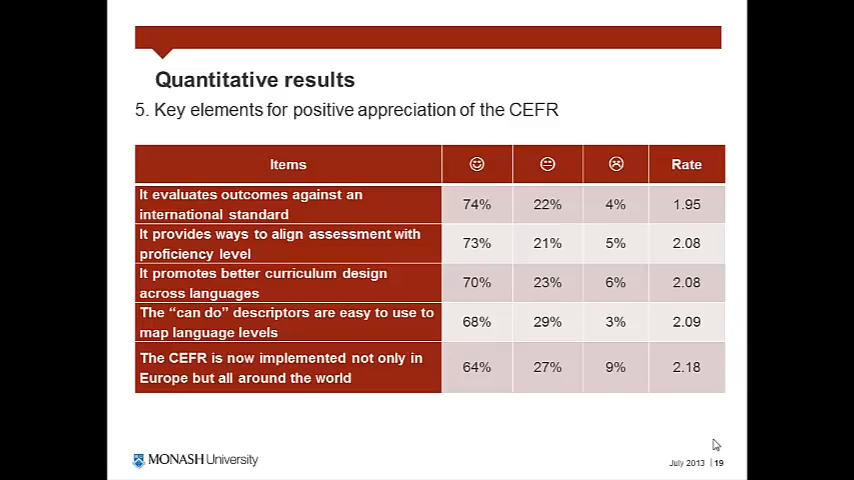 Quantitative results
5. Key elements for positive appreciation of the CEFR
Items ☺ 😐 ☹ Rate
It evaluates outcomes against an
international standard
74% 22% 4% 1.95
It provides ways to align assessment with
proficiency level
73% 21% 5% 2.08
It promotes better curriculum design
across languages
70% 23% 6% 2.08
The “can do” descriptors are easy to use to
map language levels
68% 29% 3% 2.09
The CEFR is now implemented not only in
Europe but all around the world
64% 27% 9% 2.18
MONASH University
July 2013 | 19